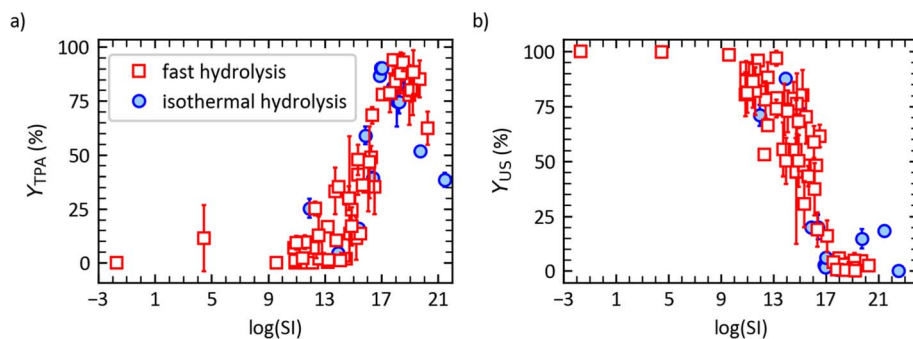 a)
100
75
50
25
0
Y_TPA (%)
fast hydrolysis
isothermal hydrolysis
−3 1 5 9 13 17 21
log(SI)
b)
100
75
50
25
0
Y_US (%)
−3 1 5 9 13 17 21
log(SI)